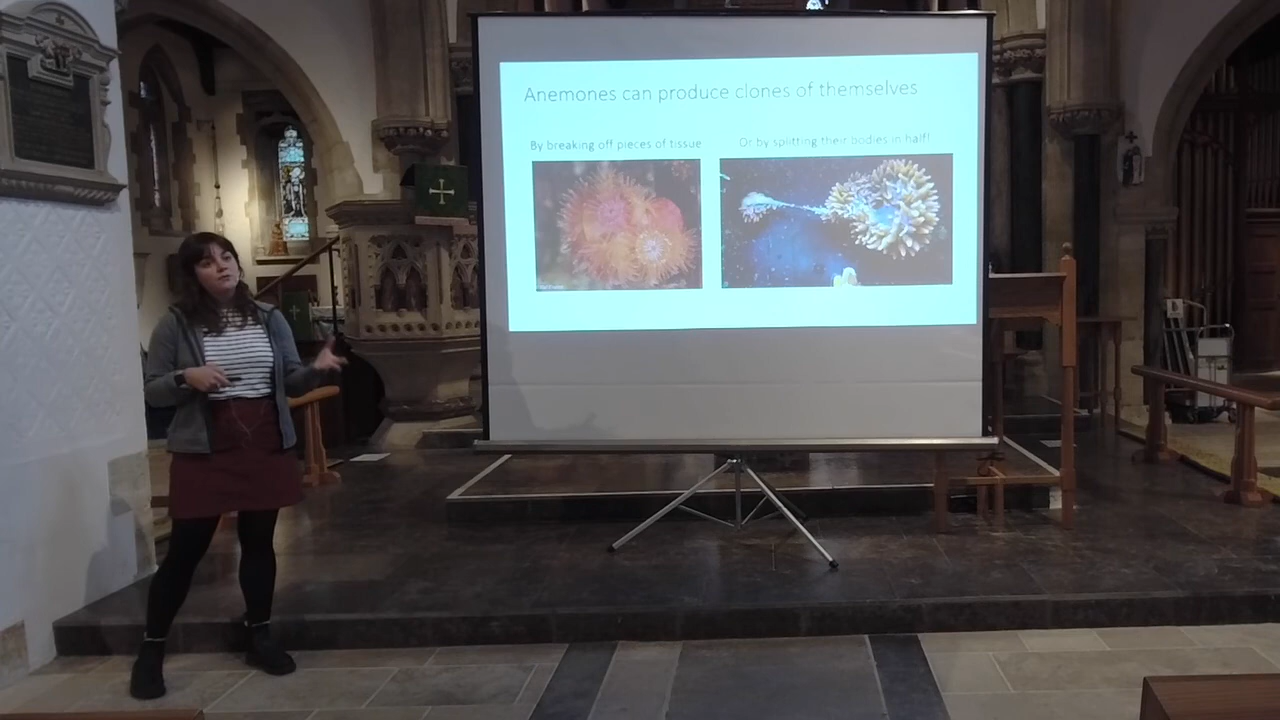 Anemones can produce clones of themselves
By breaking off pieces of tissue
Or by splitting their bodies in half!